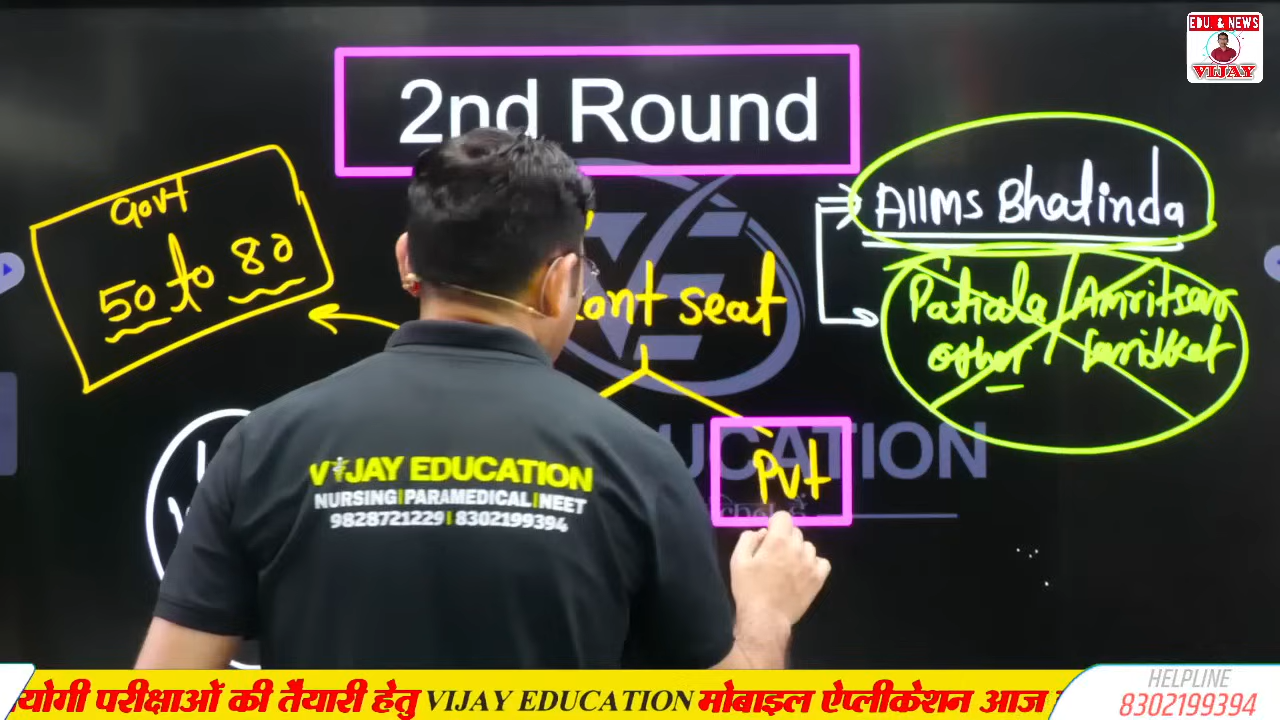 EDU. & NEWS
VIJAY
2nd Round
Govt
50 to 80
seat
AIIMS Bhatinda
Patiala / Amritsar
other
Pvt
EDUCATION
VIJAY EDUCATION
NURSING|PARAMEDICAL|NEET
9828721229 | 8302199394
परीक्षाओं की तैयारी हेतु VIJAY EDUCATION मोबाइल ऐप्लीकेशन आज
HELPLINE
8302199394